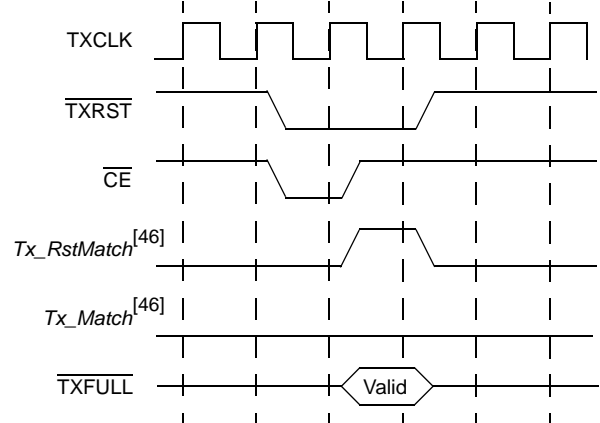 TXCLK
TXRST
CE
Tx_RstMatch[46]
Tx_Match[46]
TXFULL
Valid